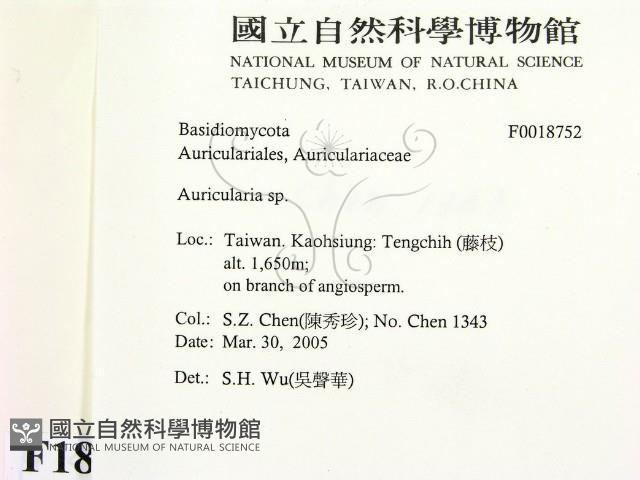 國立自然科學博物館
NATIONAL MUSEUM OF NATURAL SCIENCE
TAICHUNG, TAIWAN, R.O.CHINA
Basidiomycota F0018752
Auriculariales, Auriculariaceae
Auricularia sp.
Loc.: Taiwan. Kaohsiung: Tengchih (藤枝)
alt. 1,650m;
on branch of angiosperm.
Col.: S.Z. Chen(陳秀珍); No. Chen 1343
Date: Mar. 30, 2005
Det.: S.H. Wu(吳聲華)
國立自然科學博物館
NATIONAL MUSEUM OF NATURAL SCIENCE
F18